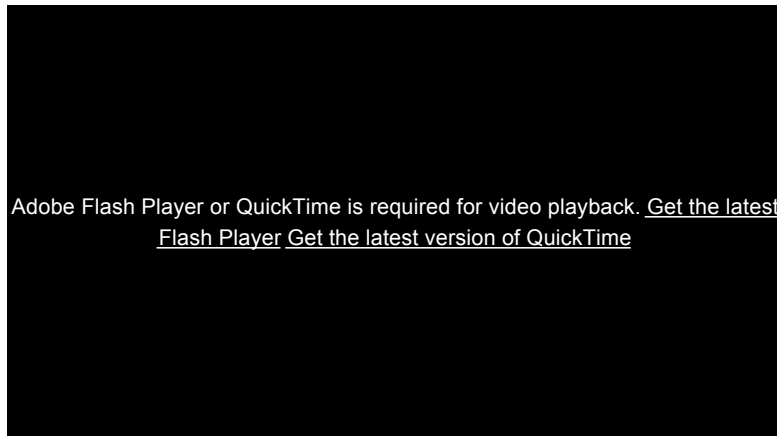 Adobe Flash Player or QuickTime is required for video playback. Get the latest
Flash Player Get the latest version of QuickTime